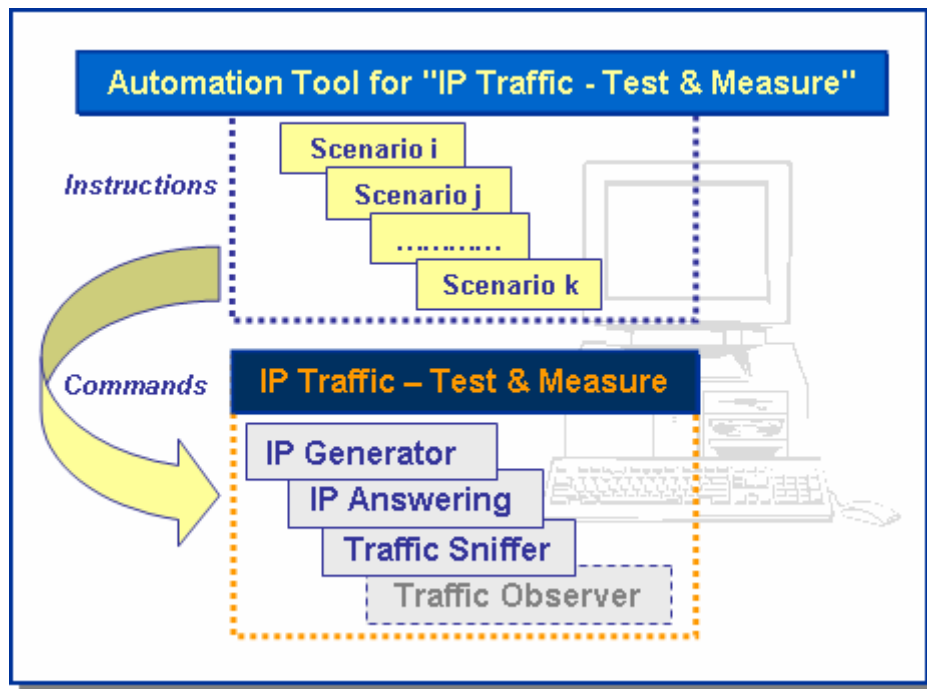 Automation Tool for "IP Traffic - Test & Measure"
Scenario i
Instructions
Scenario j
…………
Scenario k
Commands
IP Traffic – Test & Measure
IP Generator
IP Answering
Traffic Sniffer
Traffic Observer